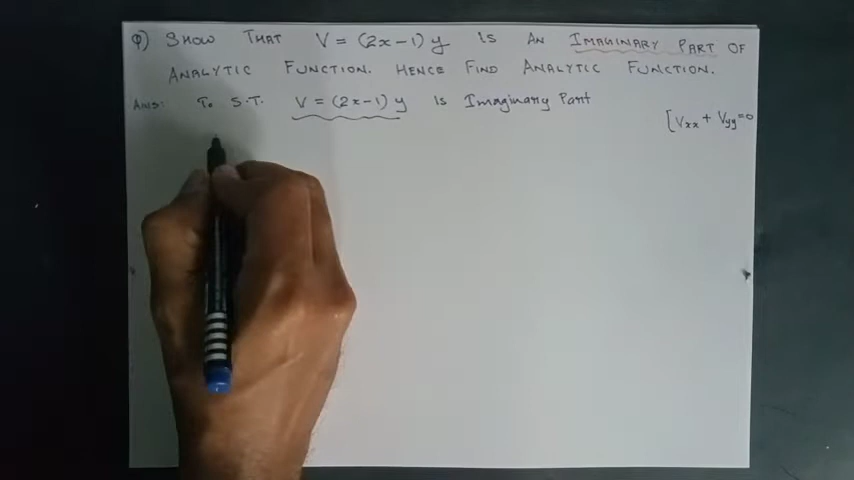 Q) SHOW THAT V = (2x-1) y IS AN IMAGINARY PART OF
ANALYTIC FUNCTION. HENCE FIND ANALYTIC FUNCTION.
Ans: To S.T. V = (2x-1) y is Imaginary Part
[Vxx + Vyy=0